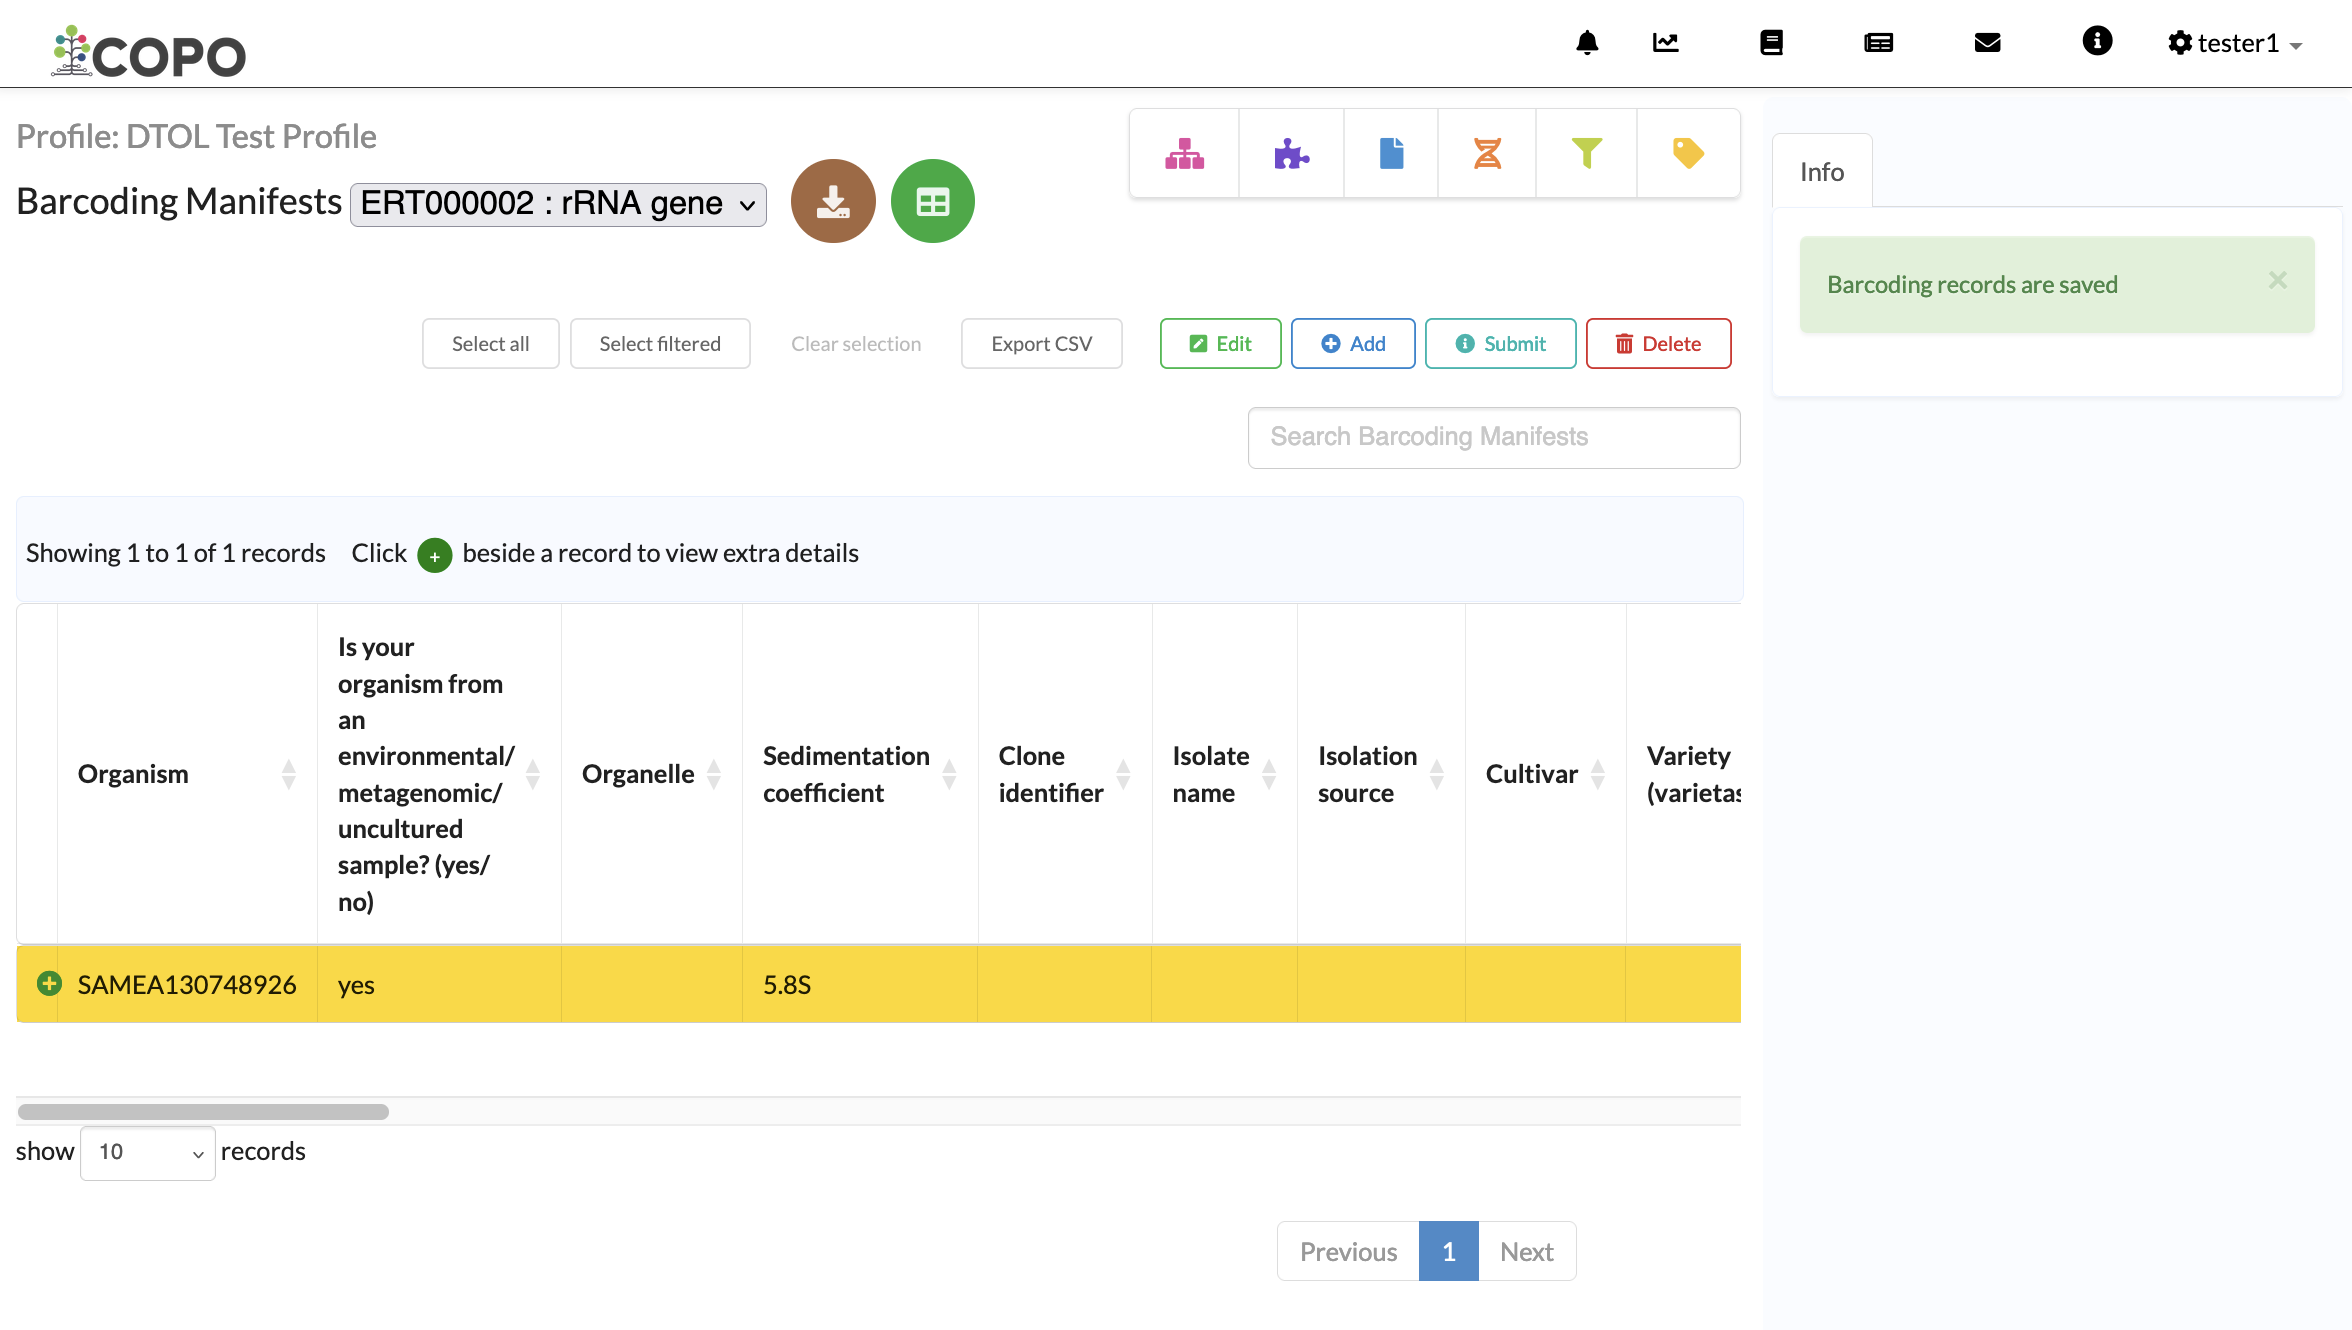 COPO
tester1
Profile: DTOL Test Profile
Barcoding Manifests ERT000002 : rRNA gene
Info
Barcoding records are saved
Select all
Select filtered
Clear selection
Export CSV
Edit
Add
Submit
Delete
Search Barcoding Manifests
Showing 1 to 1 of 1 records Click + beside a record to view extra details
Organism
Is your
organism from
an
environmental/
metagenomic/
uncultured
sample? (yes/
no)
Organelle
Sedimentation
coefficient
Clone
identifier
Isolate
name
Isolation
source
Cultivar
Variety
(varietas
SAMEA130748926 yes 5.8S
show 10 records
Previous 1 Next